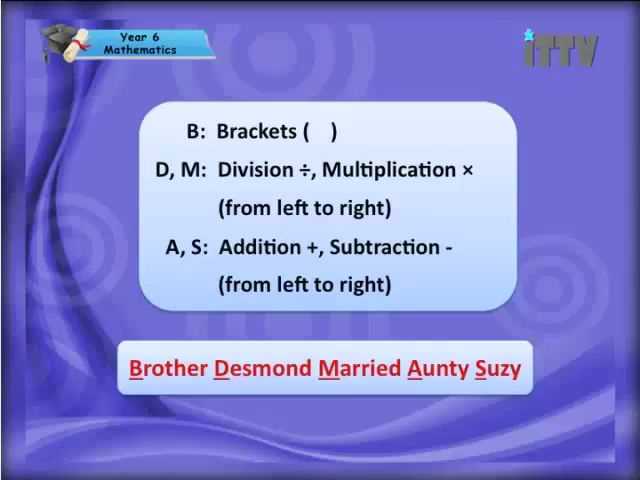 Year 6
Mathematics
iTTV
B: Brackets ( )
D, M: Division ÷, Multiplication ×
(from left to right)
A, S: Addition +, Subtraction -
(from left to right)
Brother Desmond Married Aunty Suzy